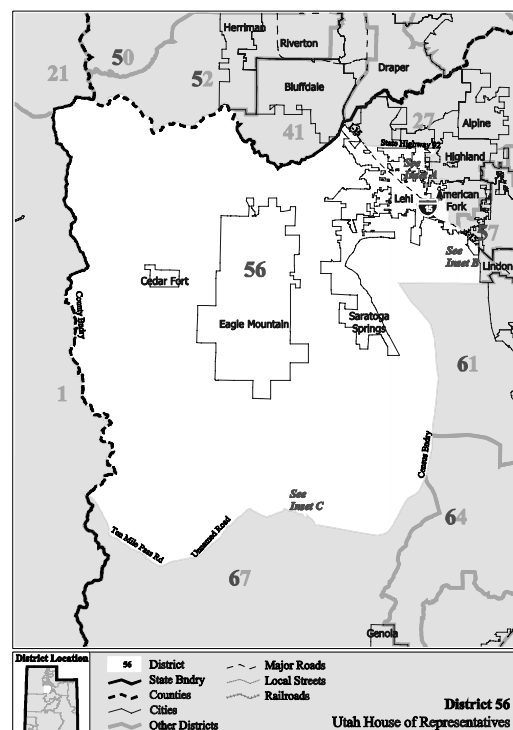 Herriman
Riverton
50
Draper
21
52
Bluffdale
27
Alpine
41
State Highway 92
Highland
See
Lehi
American
Fork
15
57
See
Inset B
Lindon
56
Cedar Fort
County Bndry
Eagle Mountain
Saratoga
Springs
61
1
Census Bndry
See
Inset C
64
Ten Mile Pass Rd
Unnamed Road
67
Genola
District Location
56 District
State Bndry
Counties
Cities
Other Districts
Major Roads
Local Streets
Railroads
District 56
Utah House of Representatives